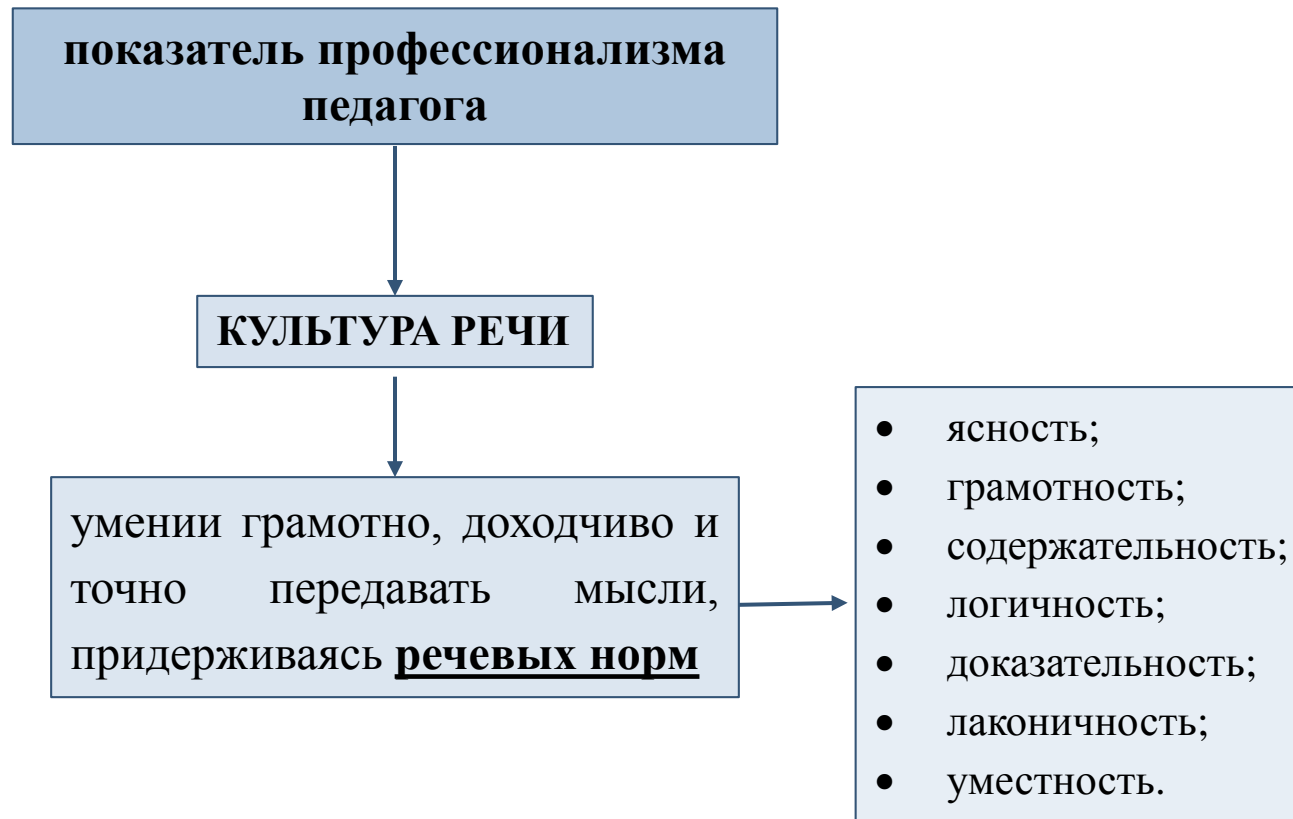 показатель профессионализма
педагога
КУЛЬТУРА РЕЧИ
умении грамотно, доходчиво и
точно передавать мысли,
придерживаясь речевых норм
• ясность;
• грамотность;
• содержательность;
• логичность;
• доказательность;
• лаконичность;
• уместность.